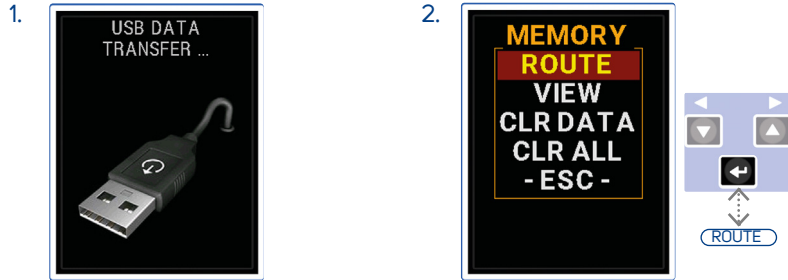 1.
USB DATA
TRANSFER ...
2.
MEMORY
ROUTE
VIEW
CLR DATA
CLR ALL
- ESC -
ROUTE